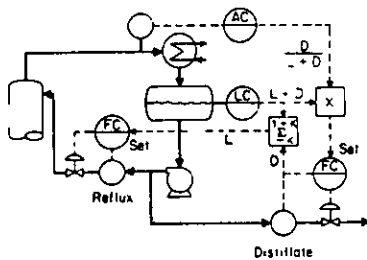 AC
D
L + D
LC
L + D
x
FC
Set
L
Σ
Set
D
FC
Reflux
Distillate